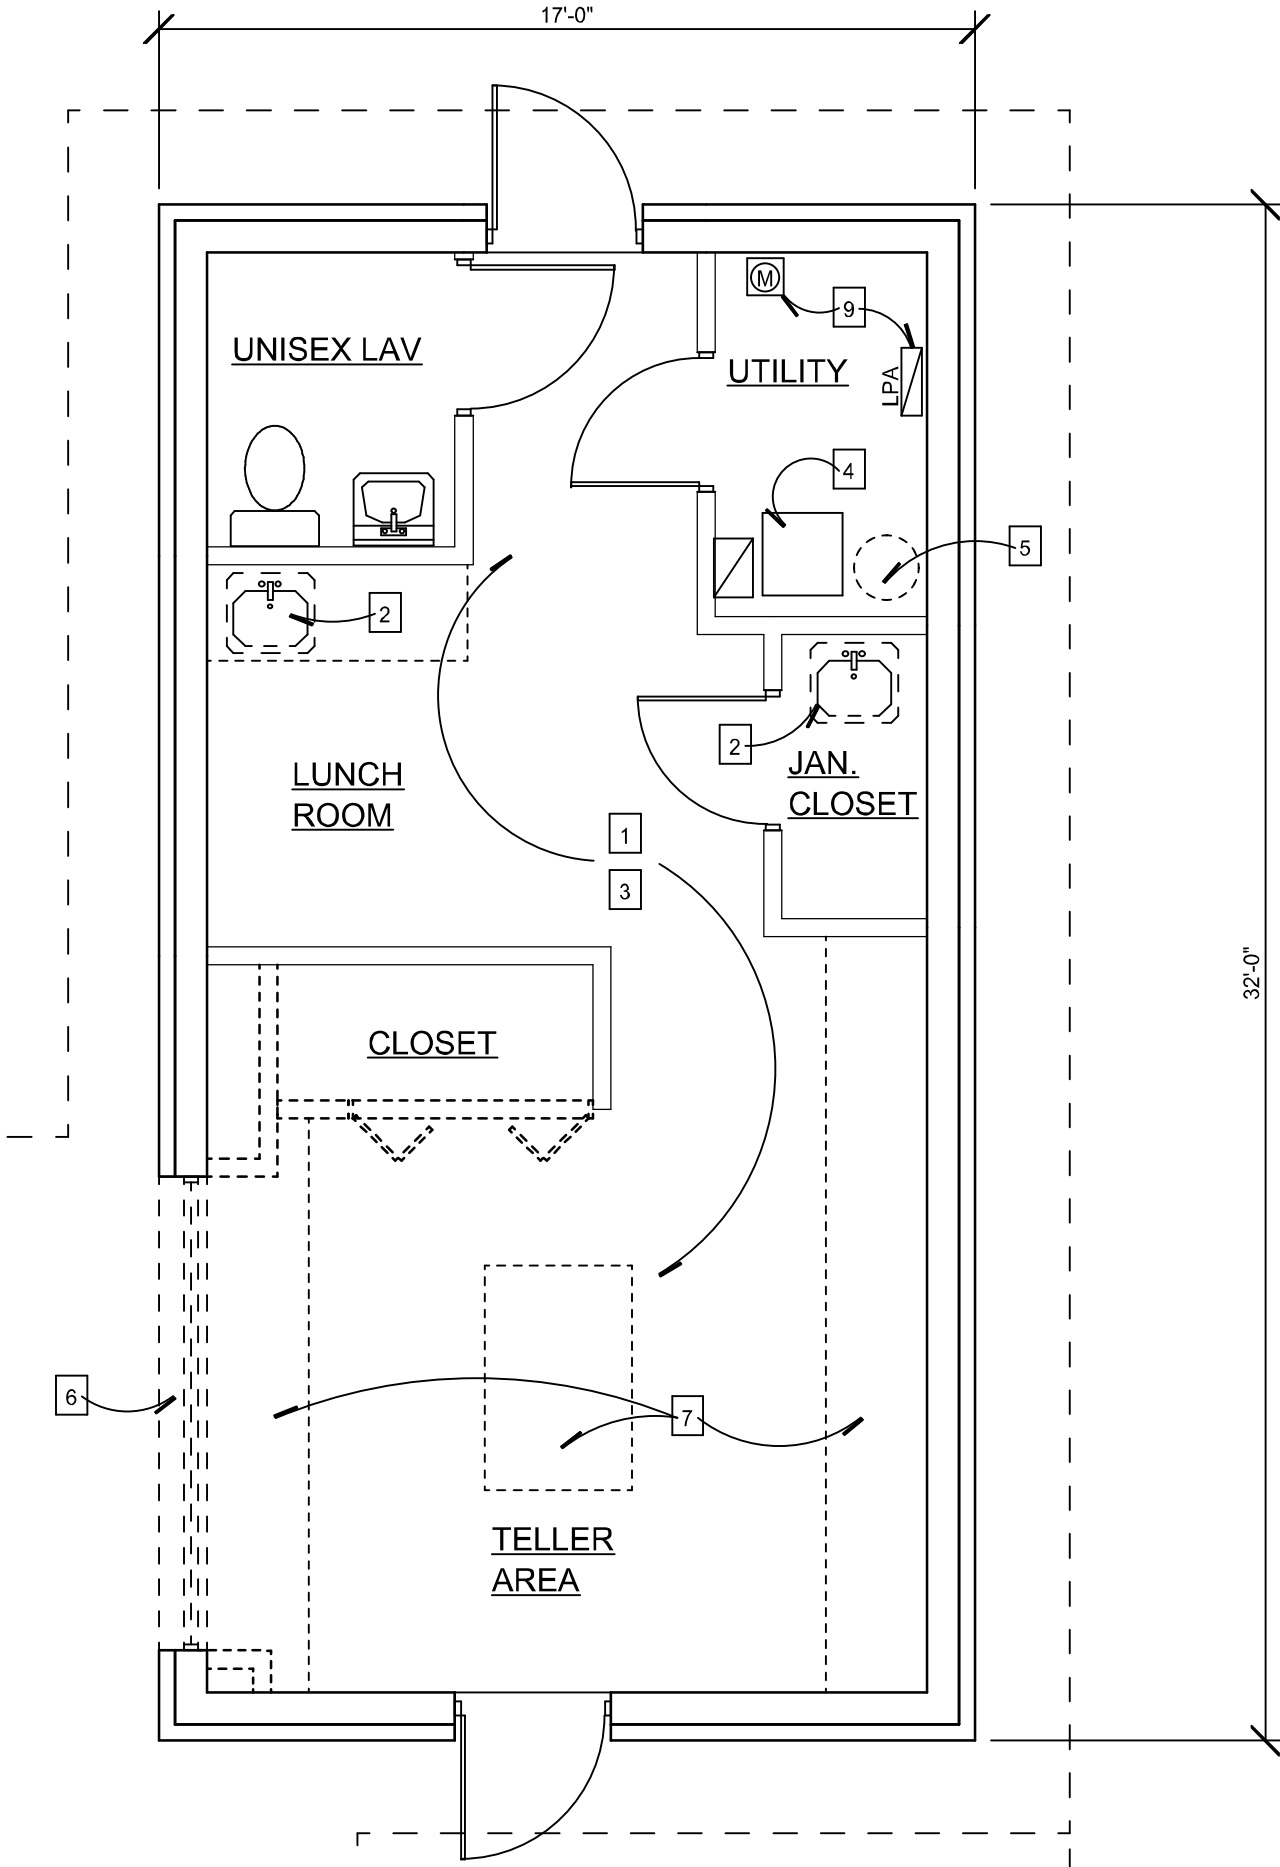 17'-0"
M
9
UNISEX LAV
UTILITY
LPA
4
5
2
2
JAN.
CLOSET
LUNCH
ROOM
1
3
32'-0"
CLOSET
6
7
TELLER
AREA